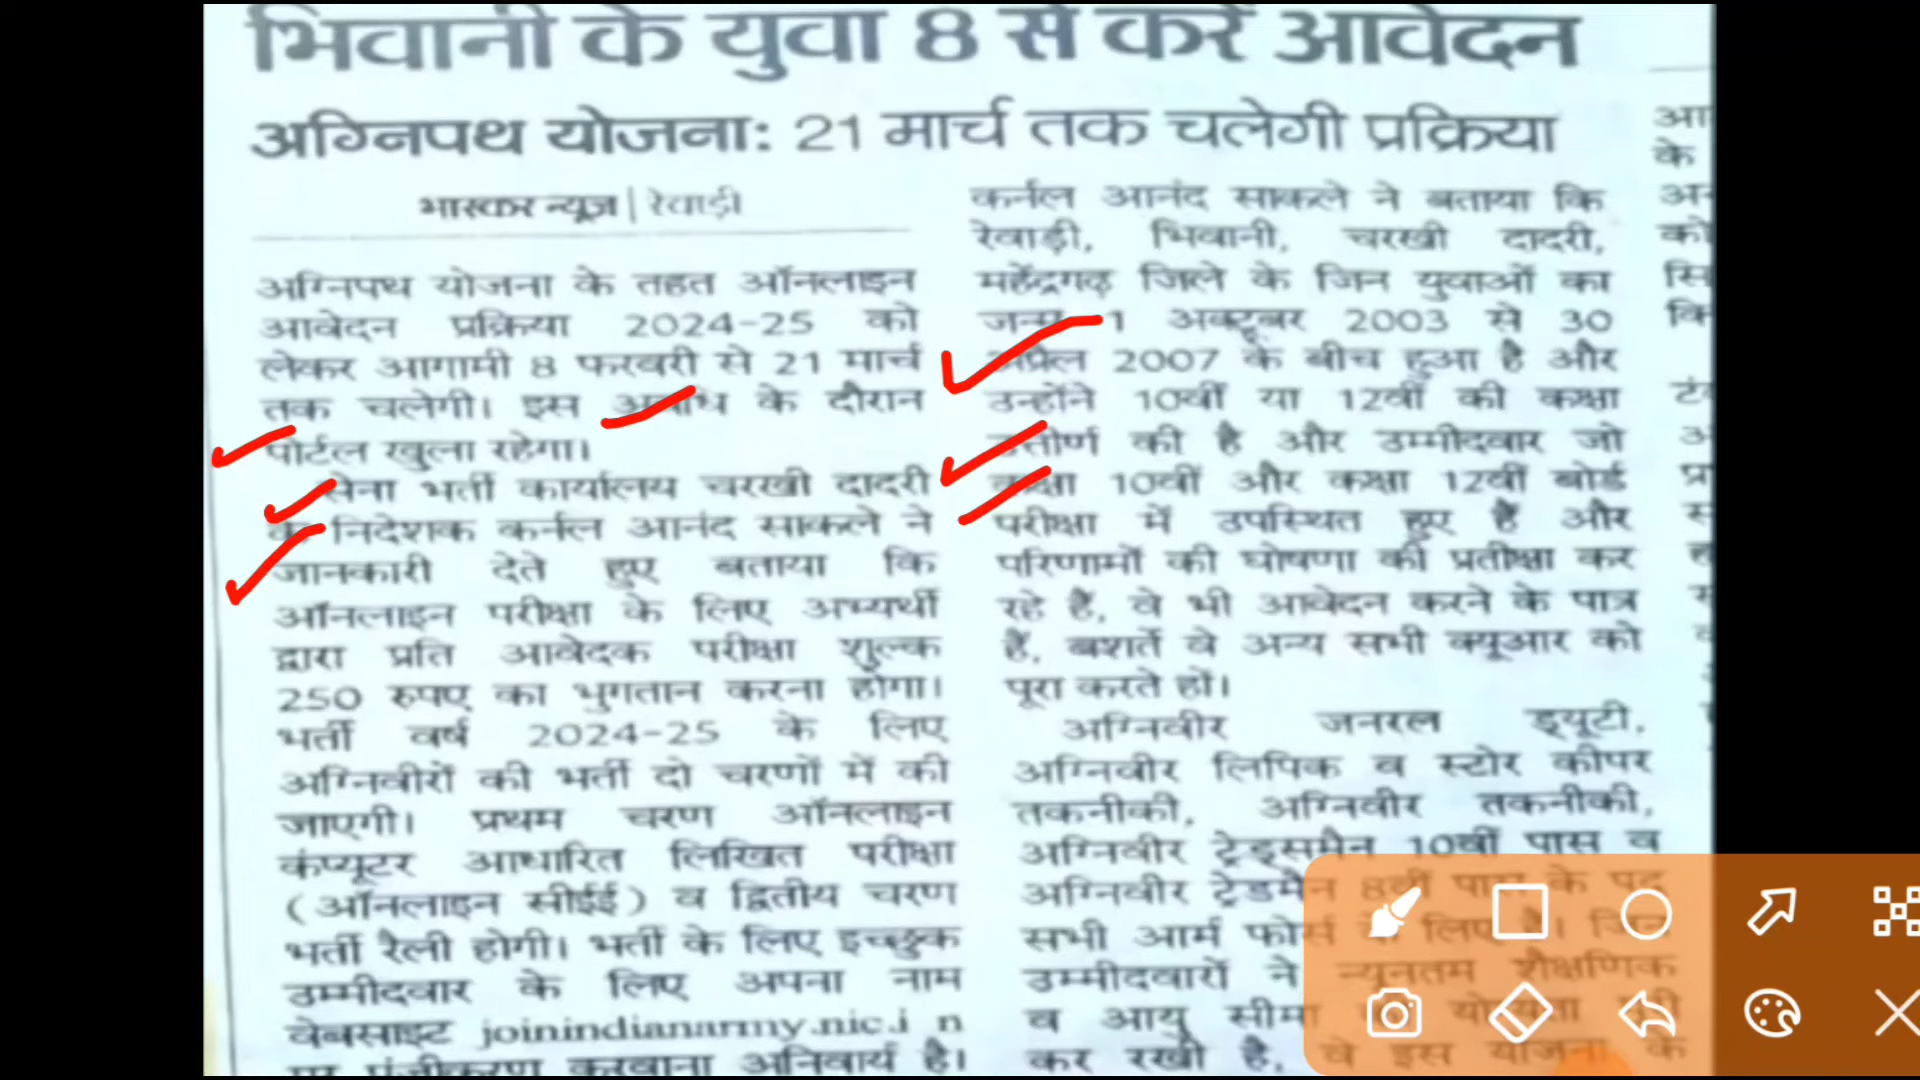 भिवानी के युवा 8 से करें आवेदन
अग्निपथ योजना: 21 मार्च तक चलेगी प्रक्रिया
भास्कर न्यूज | रेवाड़ी
अग्निपथ योजना के तहत ऑनलाइन
आवेदन प्रक्रिया 2024-25 को
लेकर आगामी 8 फरवरी से 21 मार्च
तक चलेगी। इस अवधि के दौरान
पोर्टल खुला रहेगा।
सेना भर्ती कार्यालय चरखी दादरी
के निदेशक कर्नल आनंद साकले ने
जानकारी देते हुए बताया कि
ऑनलाइन परीक्षा के लिए अभ्यर्थी
द्वारा प्रति आवेदक परीक्षा शुल्क
250 रुपए का भुगतान करना होगा।
भर्ती वर्ष 2024-25 के लिए
अग्निवीरों की भर्ती दो चरणों में की
जाएगी। प्रथम चरण ऑनलाइन
कंप्यूटर आधारित लिखित परीक्षा
(ऑनलाइन सीईई) व द्वितीय चरण
भर्ती रैली होगी। भर्ती के लिए इच्छुक
उम्मीदवार के लिए अपना नाम
वेबसाइट joinindianarmy.nic.i n
पर पंजीकरण करवाना अनिवार्य है।
कर्नल आनंद साकले ने बताया कि
रेवाड़ी, भिवानी, चरखी दादरी,
महेंद्रगढ़ जिले के जिन युवाओं का
जन्म 1 अक्टूबर 2003 से 30
अप्रैल 2007 के बीच हुआ है और
उन्होंने 10वीं या 12वीं की कक्षा
उत्तीर्ण की है और उम्मीदवार जो
कक्षा 10वीं और कक्षा 12वीं बोर्ड
परीक्षा में उपस्थित हुए हैं और
परिणामों की घोषणा की प्रतीक्षा कर
रहे हैं, वे भी आवेदन करने के पात्र
हैं, बशर्ते वे अन्य सभी क्यूआर को
पूरा करते हों।
अग्निवीर जनरल ड्यूटी,
अग्निवीर लिपिक व स्टोर कीपर
तकनीकी, अग्निवीर तकनीकी,
अग्निवीर ट्रेड्समैन 10वीं पास व
अग्निवीर ट्रेडमैन 8वीं पास के पद
सभी आर्म फोर्स के लिए है। जिन
उम्मीदवारों ने न्यूनतम शैक्षणिक
व आयु सीमा योग्यता पूरी
कर रखी है, वे इस योजना के